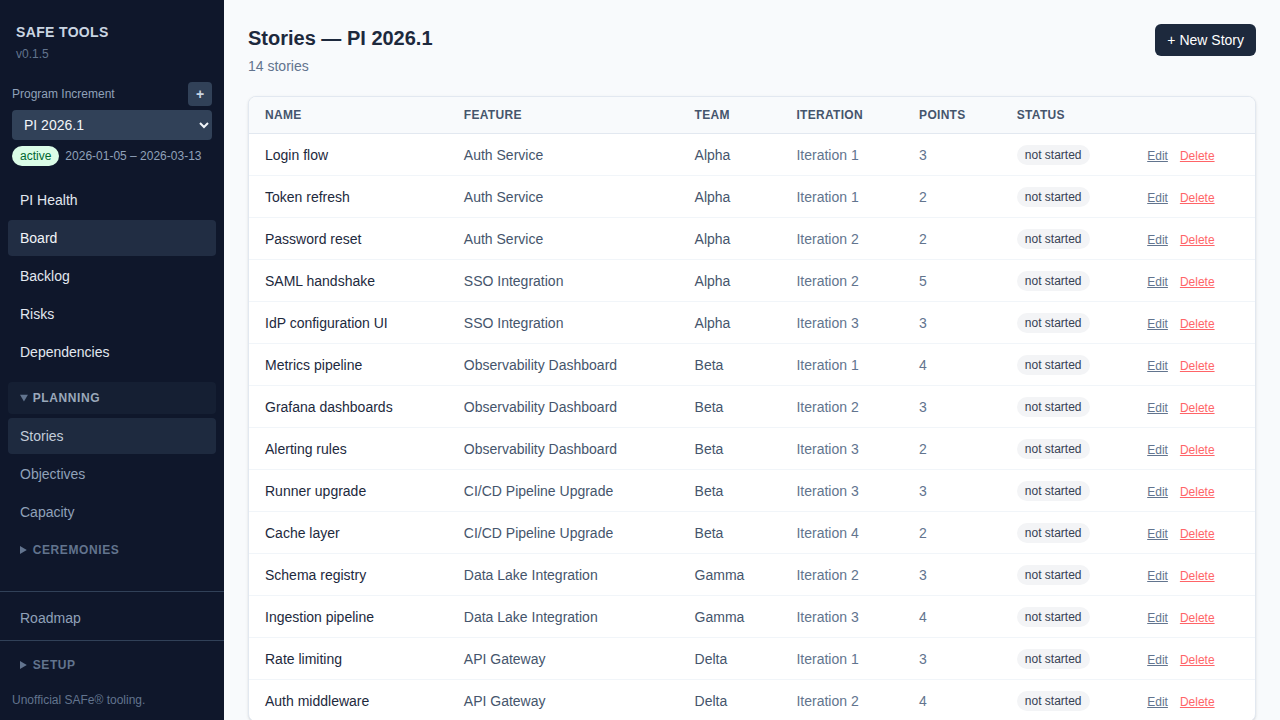 SAFE TOOLS
v0.1.5
Program Increment +
PI 2026.1
active 2026-01-05 – 2026-03-13
PI Health
Board
Backlog
Risks
Dependencies
PLANNING
Stories
Objectives
Capacity
CEREMONIES
Roadmap
SETUP
Unofficial SAFe® tooling.
Stories — PI 2026.1
14 stories
+ New Story
NAME FEATURE TEAM ITERATION POINTS STATUS
Login flow Auth Service Alpha Iteration 1 3 not started Edit Delete
Token refresh Auth Service Alpha Iteration 1 2 not started Edit Delete
Password reset Auth Service Alpha Iteration 2 2 not started Edit Delete
SAML handshake SSO Integration Alpha Iteration 2 5 not started Edit Delete
IdP configuration UI SSO Integration Alpha Iteration 3 3 not started Edit Delete
Metrics pipeline Observability Dashboard Beta Iteration 1 4 not started Edit Delete
Grafana dashboards Observability Dashboard Beta Iteration 2 3 not started Edit Delete
Alerting rules Observability Dashboard Beta Iteration 3 2 not started Edit Delete
Runner upgrade CI/CD Pipeline Upgrade Beta Iteration 3 3 not started Edit Delete
Cache layer CI/CD Pipeline Upgrade Beta Iteration 4 2 not started Edit Delete
Schema registry Data Lake Integration Gamma Iteration 2 3 not started Edit Delete
Ingestion pipeline Data Lake Integration Gamma Iteration 3 4 not started Edit Delete
Rate limiting API Gateway Delta Iteration 1 3 not started Edit Delete
Auth middleware API Gateway Delta Iteration 2 4 not started Edit Delete